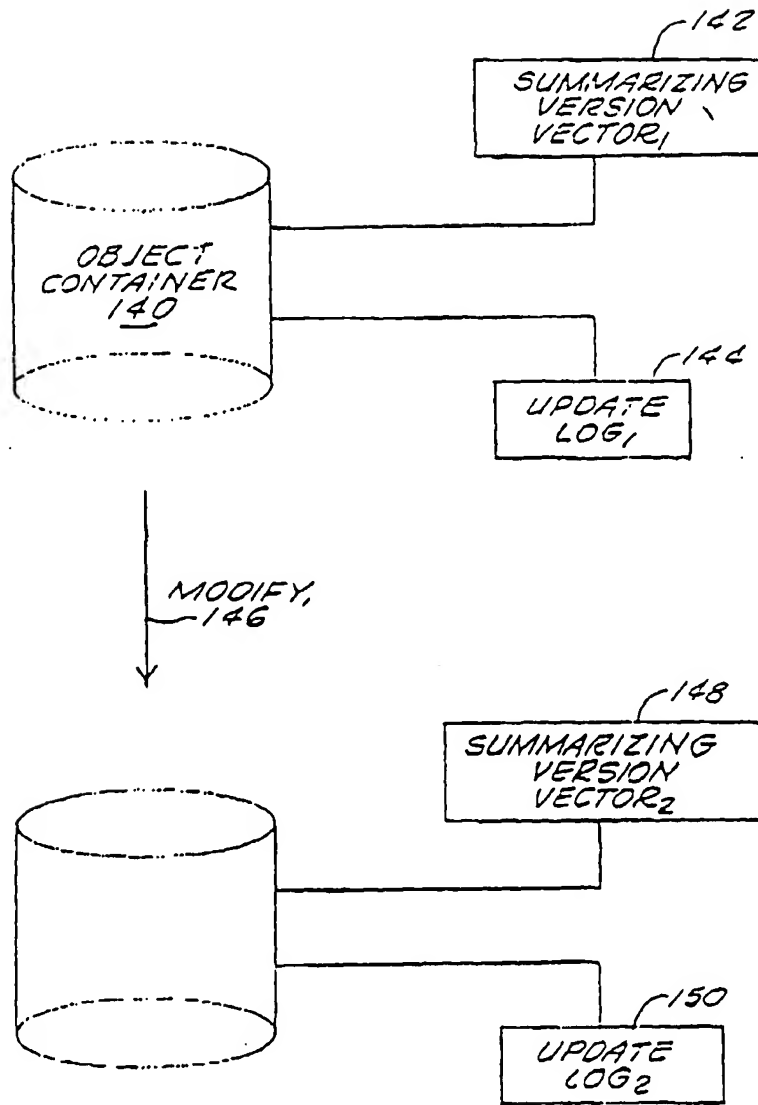 142
SUMMARIZING
VERSION
VECTOR₁
OBJECT
CONTAINER
140
144
UPDATE
LOG₁
MODIFY,
146
148
SUMMARIZING
VERSION
VECTOR₂
150
UPDATE
LOG₂